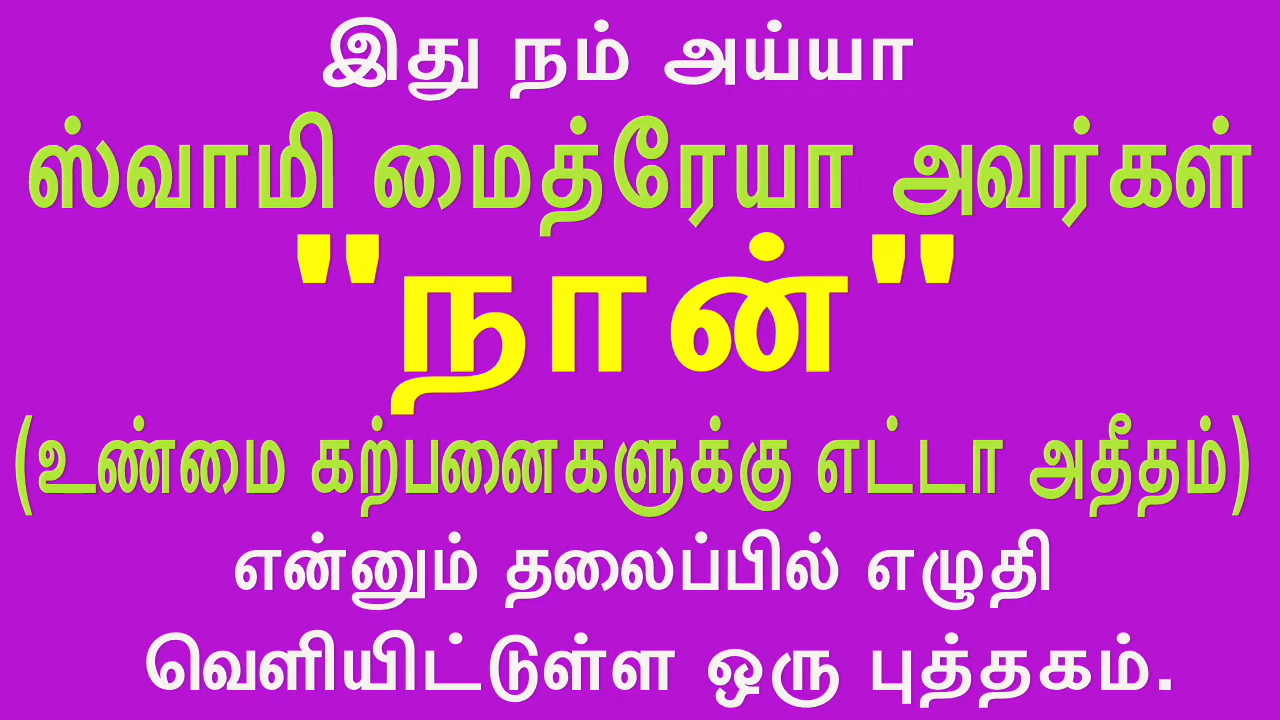 இது நம் அய்யா
ஸ்வாமி மைத்ரேயா அவர்கள்
"நான்"
(உண்மை கற்பனைகளுக்கு எட்டா அதீதம்)
என்னும் தலைப்பில் எழுதி
வெளியிட்டுள்ள ஒரு புத்தகம்.